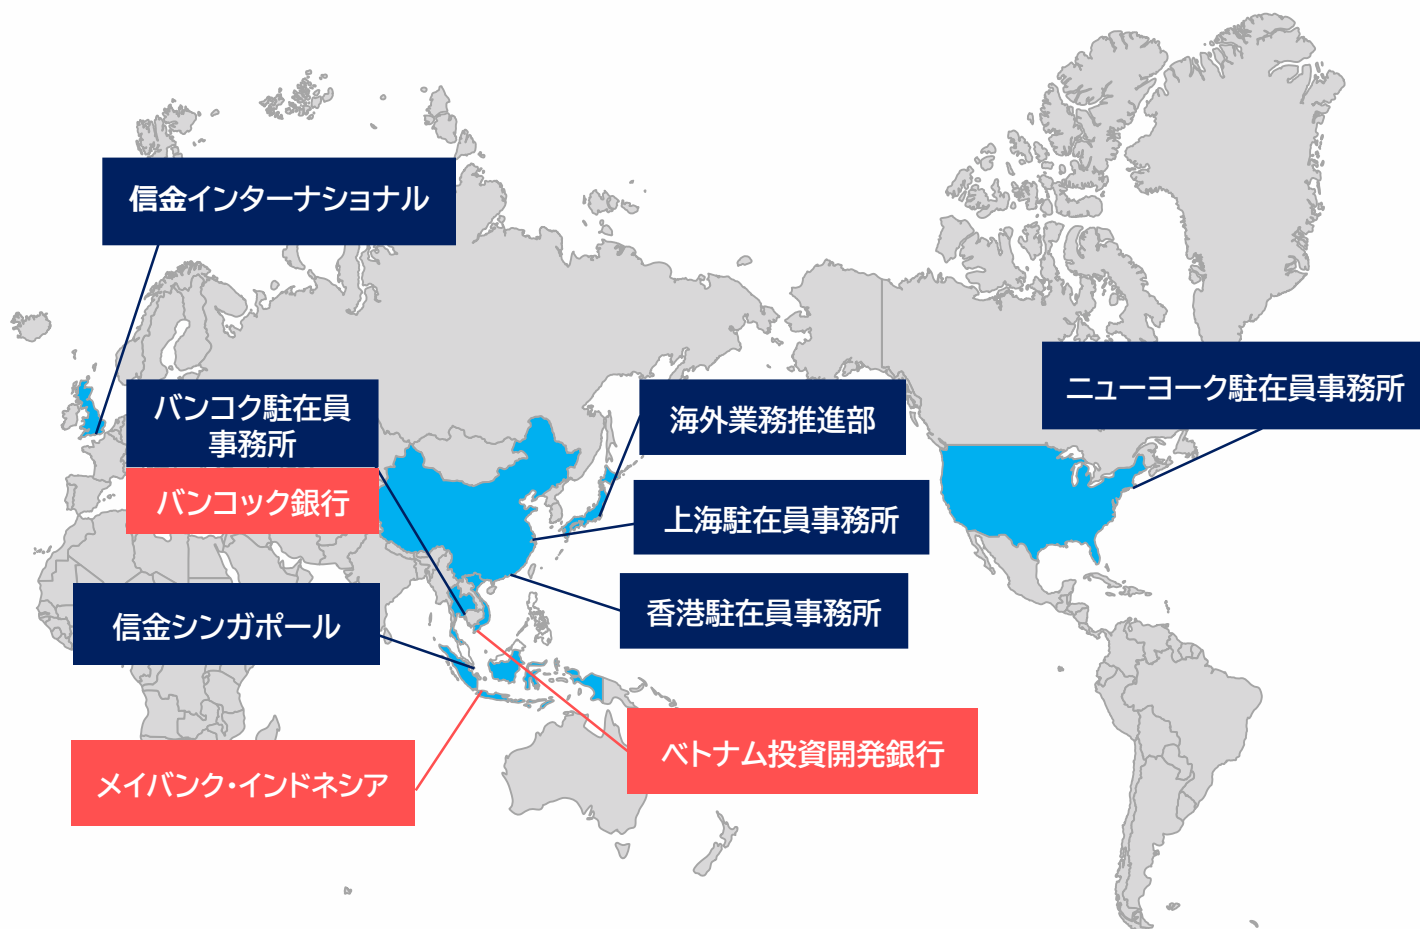 信金インターナショナル
ニューヨーク駐在員事務所
バンコク駐在員
事務所
海外業務推進部
バンコック銀行
上海駐在員事務所
信金シンガポール
香港駐在員事務所
メイバンク・インドネシア
ベトナム投資開発銀行